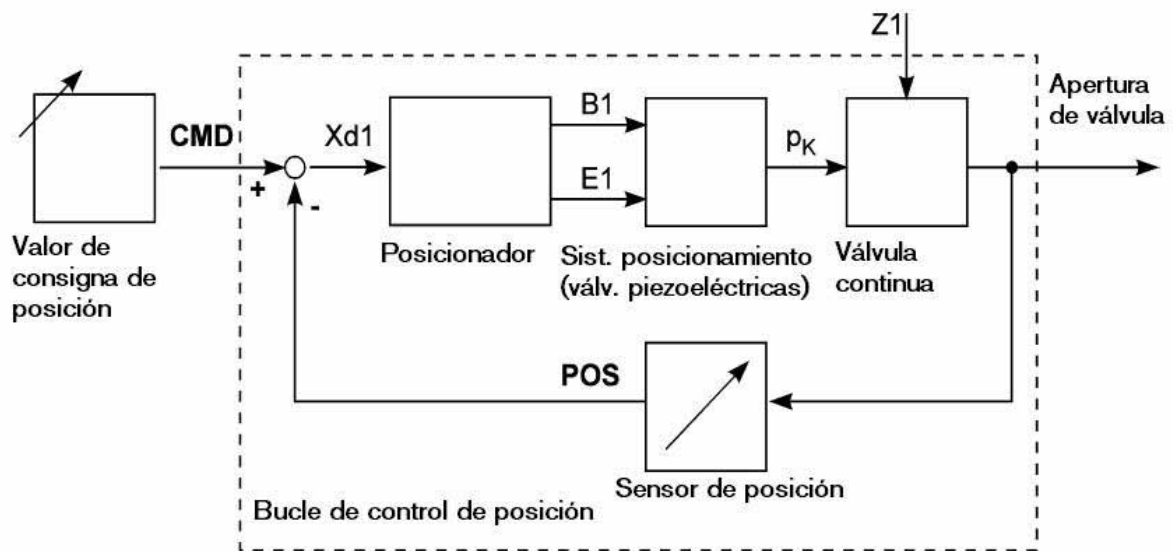 Z1
Apertura
de válvula
CMD
Xd1
B1
E1
pK
+
-
Valor de
consigna de
posición
Posicionador
Sist. posicionamiento
(válv. piezoeléctricas)
Válvula
continua
POS
Sensor de posición
Bucle de control de posición